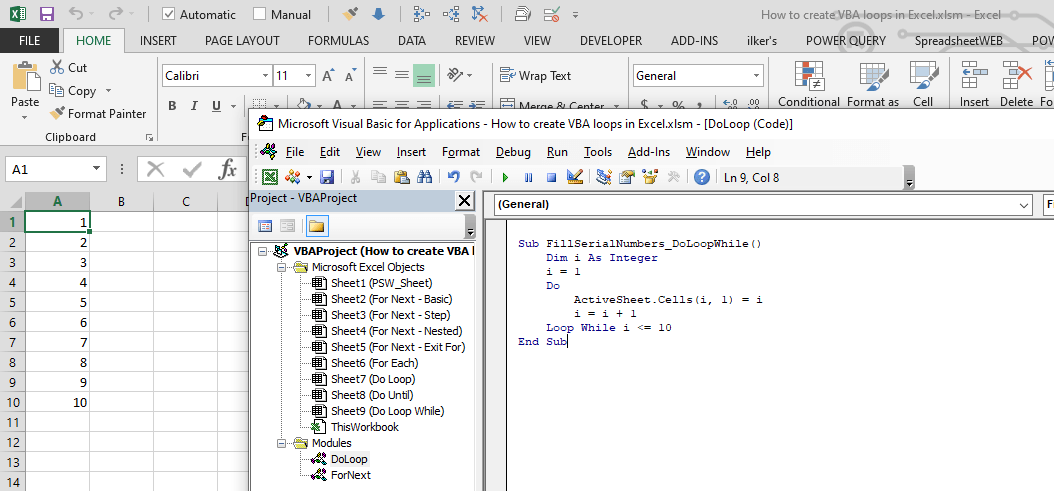 Automatic Manual How to create VBA loops in Excel.xlsm - Excel
FILE HOME INSERT PAGE LAYOUT FORMULAS DATA REVIEW VIEW DEVELOPER ADD-INS ilker's POWER QUERY SpreadsheetWEB POV
Paste
Cut
Copy
Format Painter
Clipboard
Calibri 11 A A
B I U
Wrap Text
Merge & Center
General
$ %
Conditional Format as Cell
Insert Delete Fo
A1
fx
A B C
1 1
2 2
3 3
4 4
5 5
6 6
7 7
8 8
9 9
10 10
11
12
13
14
Microsoft Visual Basic for Applications - How to create VBA loops in Excel.xlsm - [DoLoop (Code)]
File Edit View Insert Format Debug Run Tools Add-Ins Window Help
Ln 9, Col 8
Project - VBAProject
VBAProject (How to create VBA
Microsoft Excel Objects
Sheet1 (PSW_Sheet)
Sheet2 (For Next - Basic)
Sheet3 (For Next - Step)
Sheet4 (For Next - Nested)
Sheet5 (For Next - Exit For)
Sheet6 (For Each)
Sheet7 (Do Loop)
Sheet8 (Do Until)
Sheet9 (Do Loop While)
ThisWorkbook
Modules
DoLoop
ForNext
(General)
Sub FillSerialNumbers_DoLoopWhile()
Dim i As Integer
i = 1
Do
ActiveSheet.Cells(i, 1) = i
i = i + 1
Loop While i <= 10
End Sub